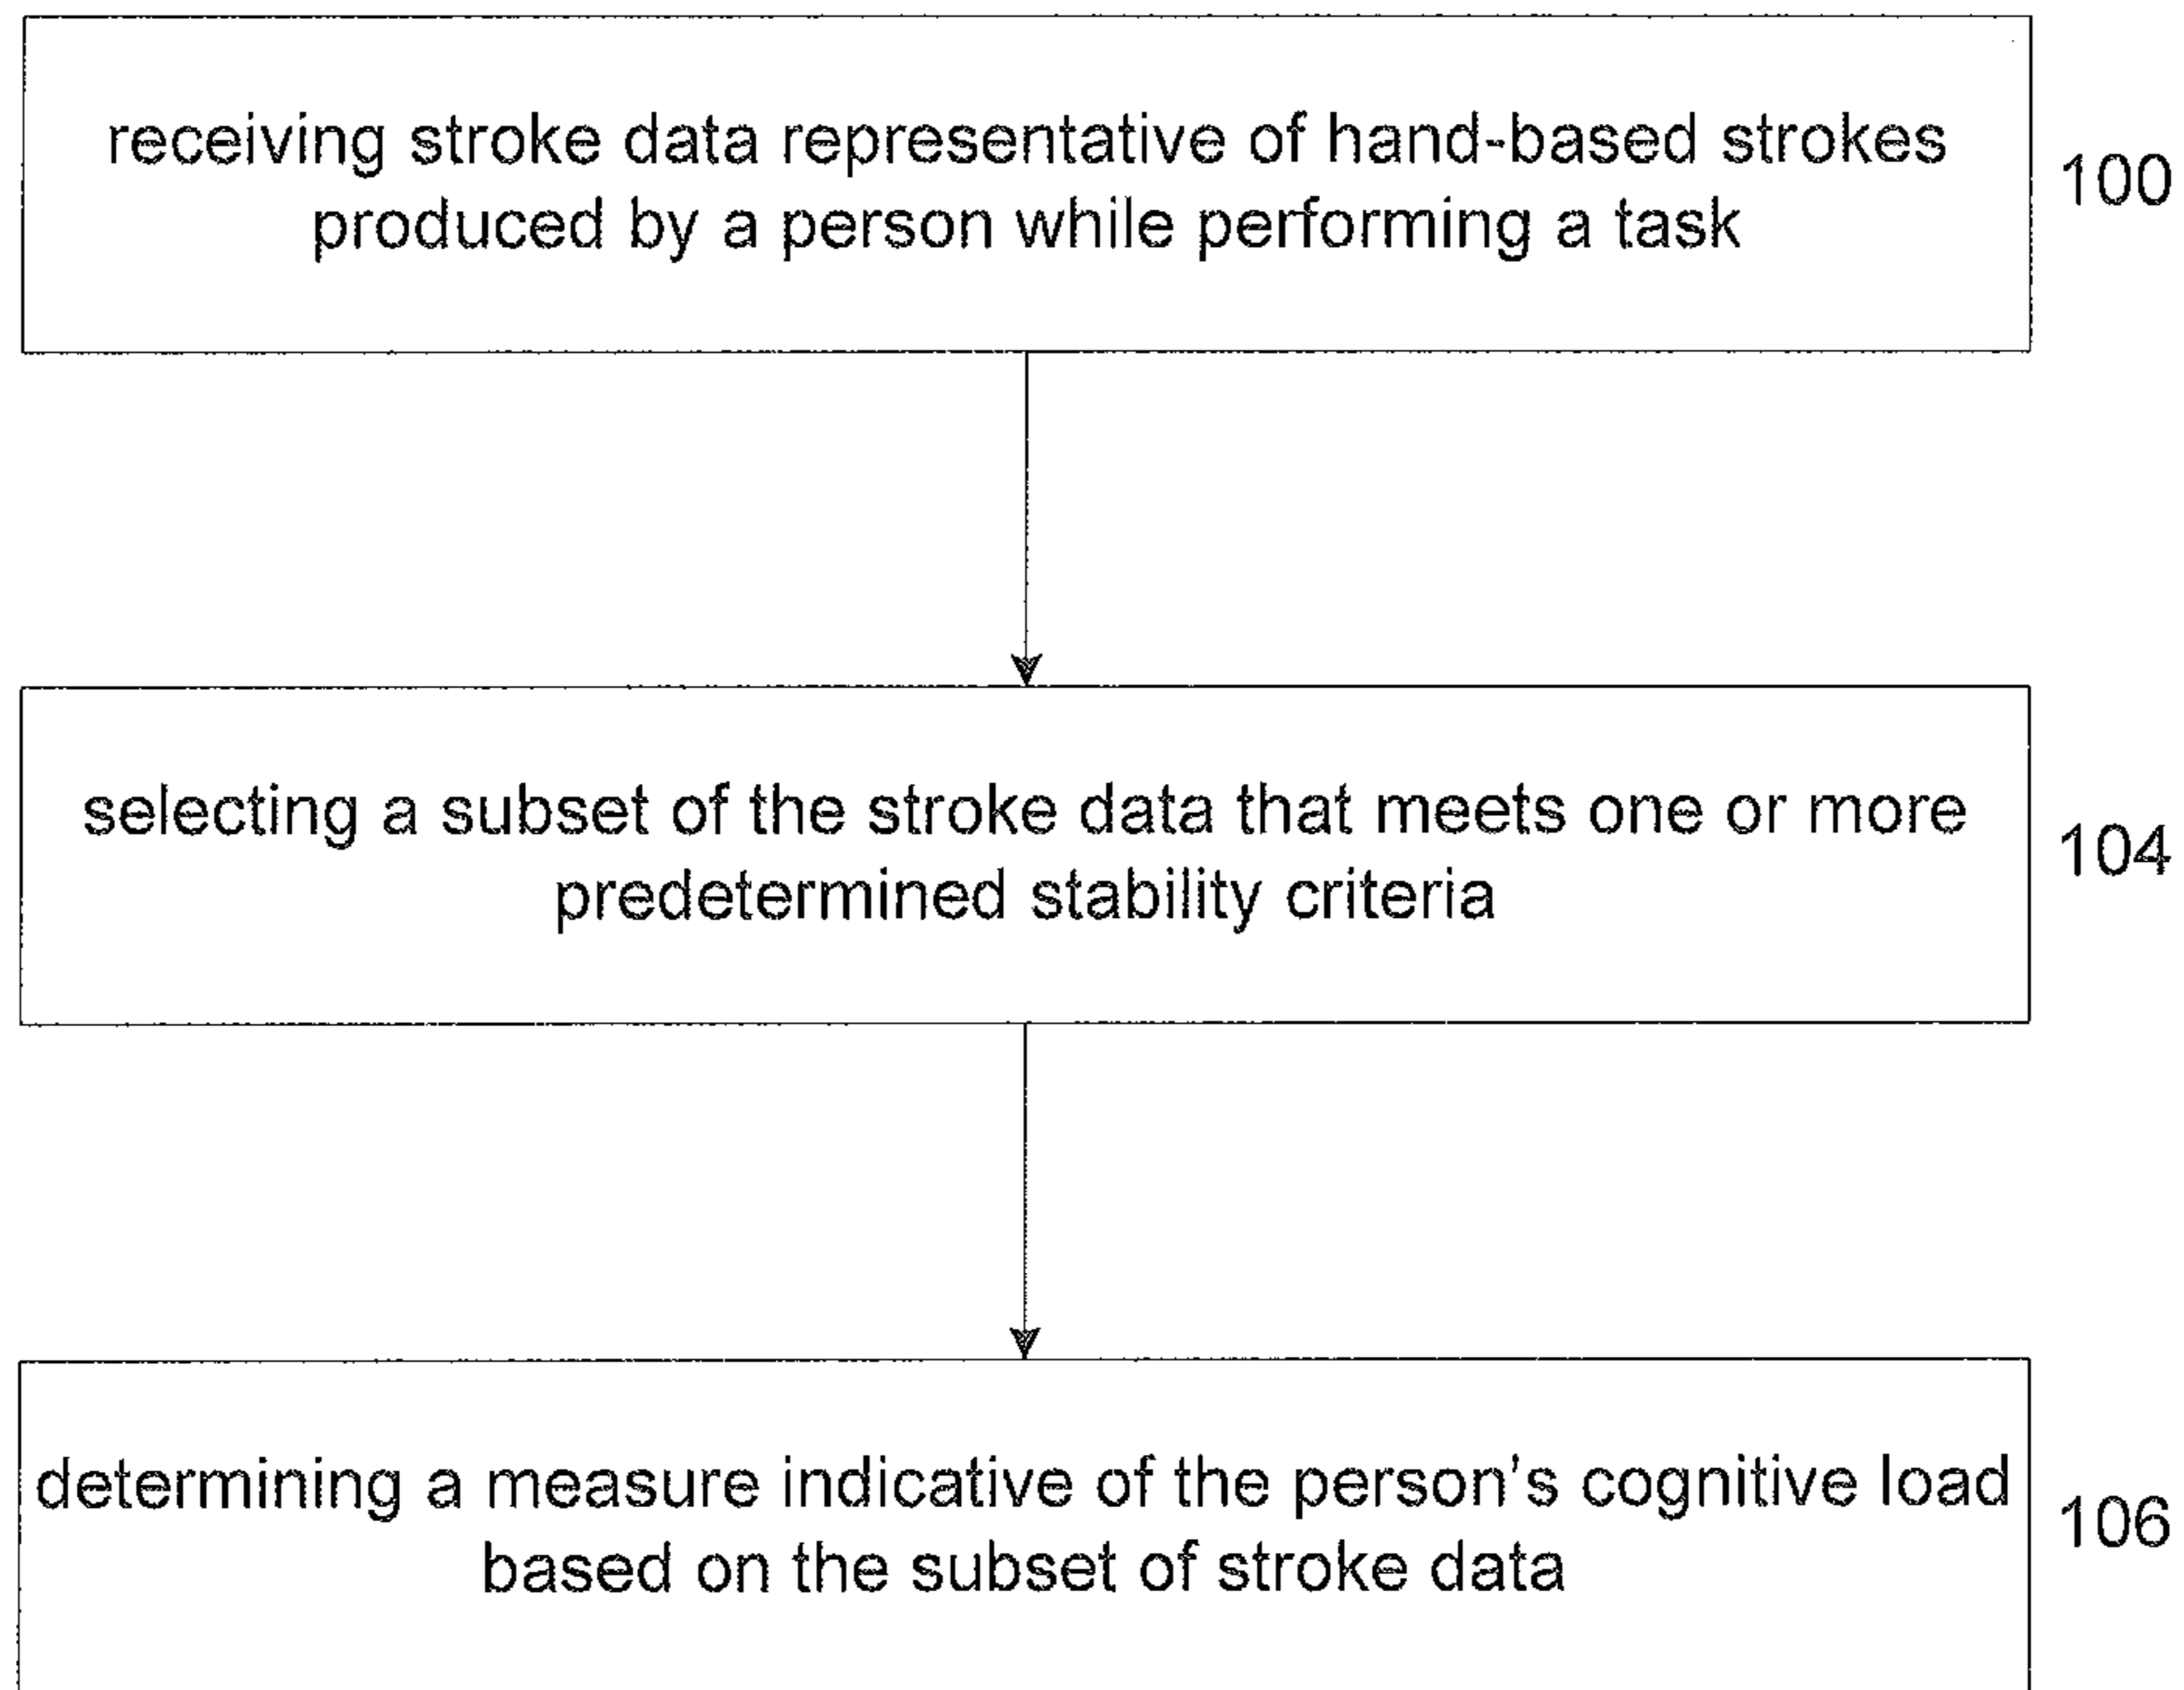 receiving stroke data representative of hand-based strokes
produced by a person while performing a task
100
selecting a subset of the stroke data that meets one or more
predetermined stability criteria
104
determining a measure indicative of the person's cognitive load
based on the subset of stroke data
106